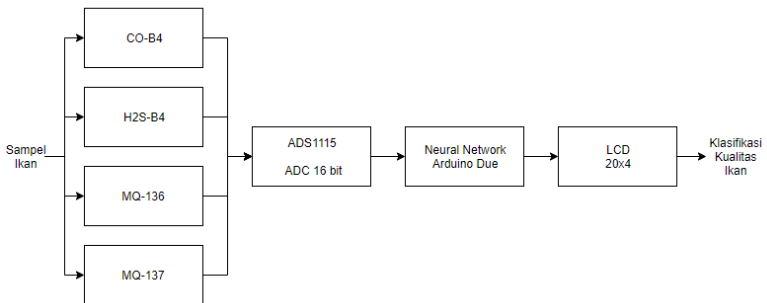 Sampel
Ikan
CO-B4
H2S-B4
MQ-136
MQ-137
ADS1115
ADC 16 bit
Neural Network
Arduino Due
LCD
20x4
Klasifikasi
Kualitas
Ikan